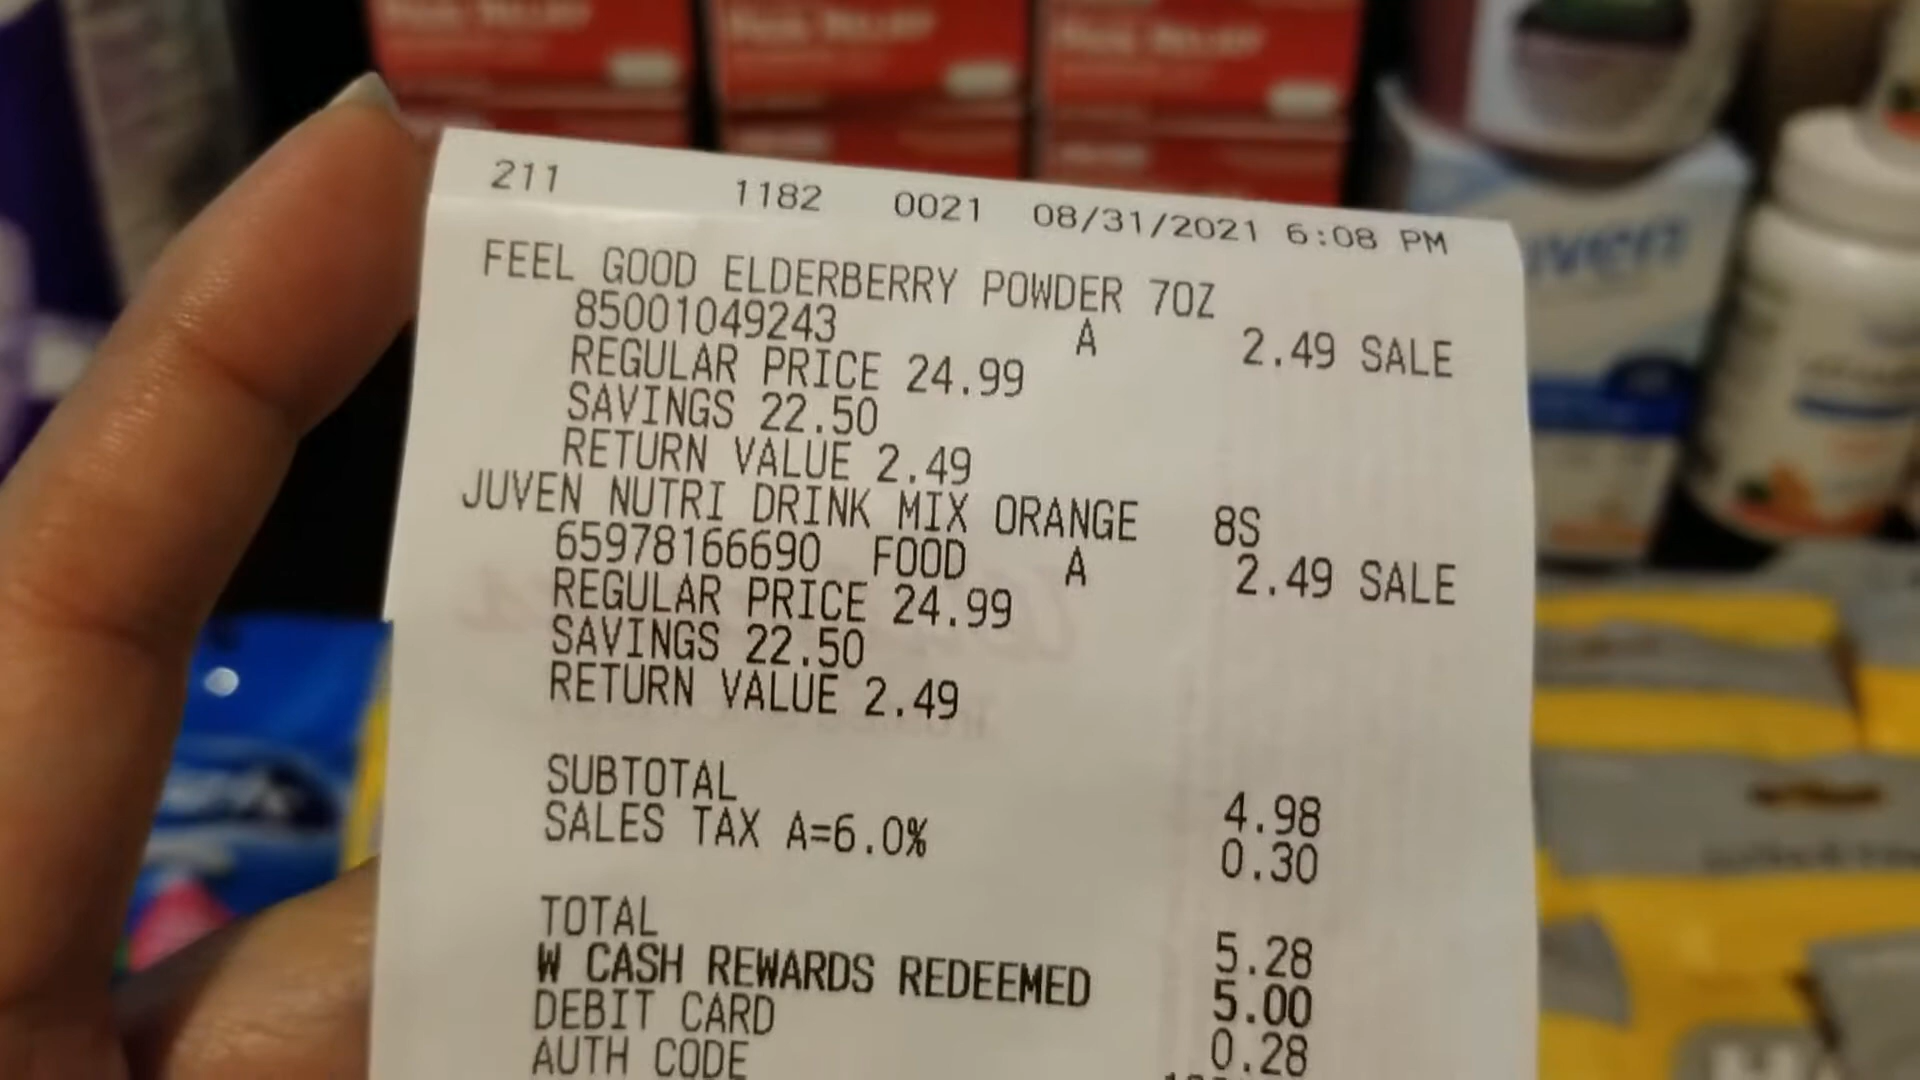 211 1182 0021 08/31/2021 6:08 PM
FEEL GOOD ELDERBERRY POWDER 7OZ
85001049243 A 2.49 SALE
REGULAR PRICE 24.99
SAVINGS 22.50
RETURN VALUE 2.49
JUVEN NUTRI DRINK MIX ORANGE 8S
65978166690 FOOD A 2.49 SALE
REGULAR PRICE 24.99
SAVINGS 22.50
RETURN VALUE 2.49
SUBTOTAL 4.98
SALES TAX A=6.0% 0.30
TOTAL 5.28
W CASH REWARDS REDEEMED 5.00
DEBIT CARD 0.28
AUTH CODE